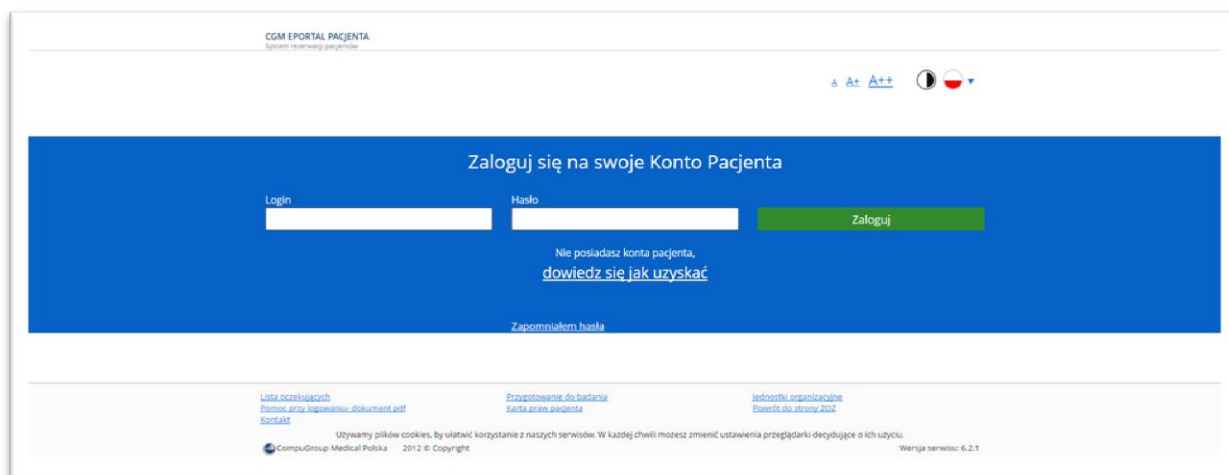 CGM EPORTAL PACJENTA
System rezerwacji pacjentów
A A+ A++
Zaloguj się na swoje Konto Pacjenta
Login Hasło
Zaloguj
Nie posiadasz konta pacjenta,
dowiedz się jak uzyskać
Zapomniałem hasła
Lista oczekujących Przygotowanie do badania Jednostki organizacyjne
Pomoc przy logowaniu- dokument pdf Karta praw pacjenta Powrót do strony ZOZ
Kontakt
Używamy plików cookies, by ułatwić korzystanie z naszych serwisów. W każdej chwili możesz zmienić ustawienia przeglądarki decydujące o ich użyciu.
CompuGroup Medical Polska 2012 © Copyright Wersja serwisu: 6.2.1